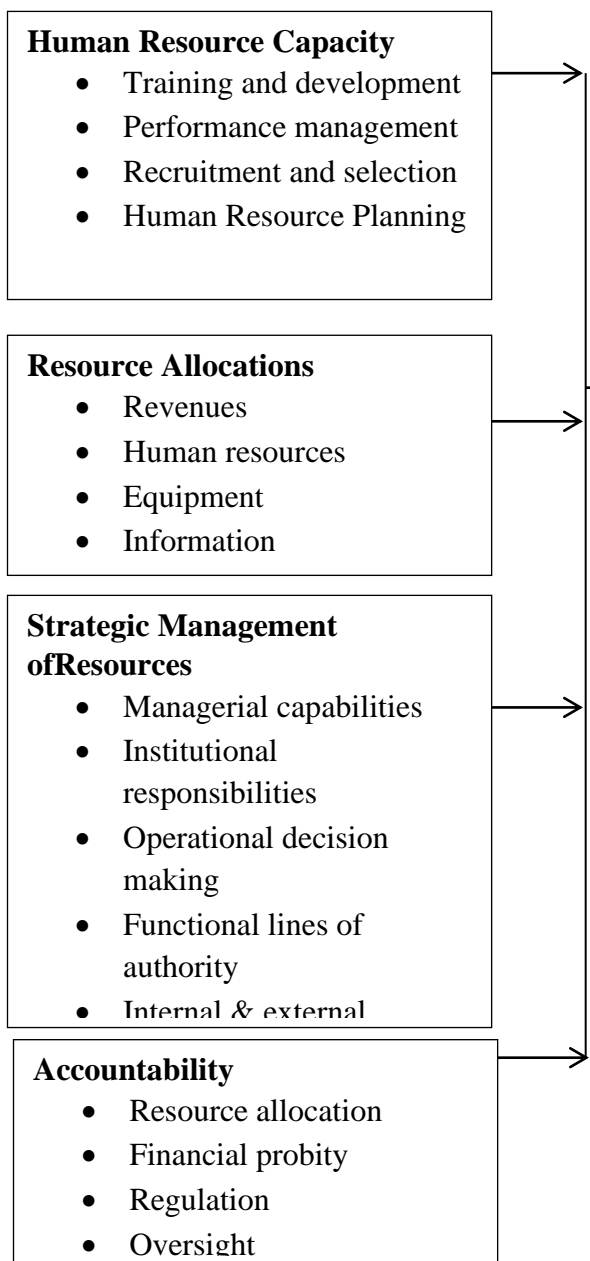 Human Resource Capacity
• Training and development
• Performance management
• Recruitment and selection
• Human Resource Planning
Resource Allocations
• Revenues
• Human resources
• Equipment
• Information
Strategic Management
ofResources
• Managerial capabilities
• Institutional
responsibilities
• Operational decision
making
• Functional lines of
authority
• Internal & external
Accountability
• Resource allocation
• Financial probity
• Regulation
• Oversight